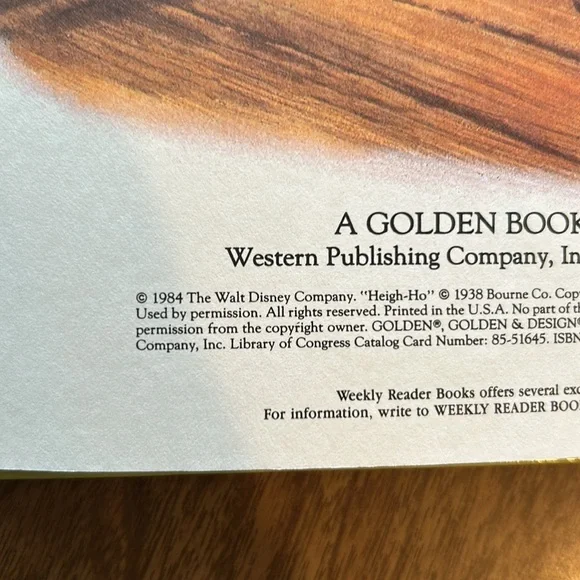 A GOLDEN BOOK
Western Publishing Company, In
© 1984 The Walt Disney Company. "Heigh-Ho" © 1938 Bourne Co. Cop
Used by permission. All rights reserved. Printed in the U.S.A. No part of th
permission from the copyright owner. GOLDEN®, GOLDEN & DESIGN®
Company, Inc. Library of Congress Catalog Card Number: 85-51645. ISBN
Weekly Reader Books offers several exc
For information, write to WEEKLY READER BOO